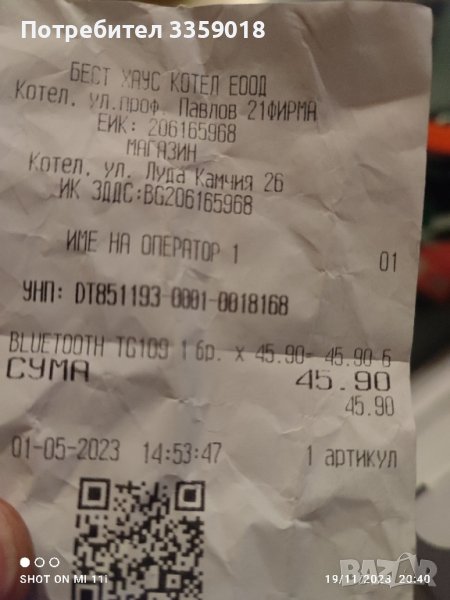 Потребител 3359018
БЕСТ ХАУС КОТЕЛ ЕООД
Котел. ул.проф. Павлов 21ФИРМА
ЕИК: 206165968
МАГАЗИН
Котел. ул. Луда Камчия 26
ИК ЗДДС:BG206165968
ИМЕ НА ОПЕРАТОР 1 01
УНП: DT851193-0001-0018168
BLUETOOTH TG109 1 бр. x 45.90= 45.90 Б
СУМА 45.90
45.90
01-05-2023 14:53:47 1 артикул
SHOT ON MI 11i
19/11/2023 20:40
BAZAR